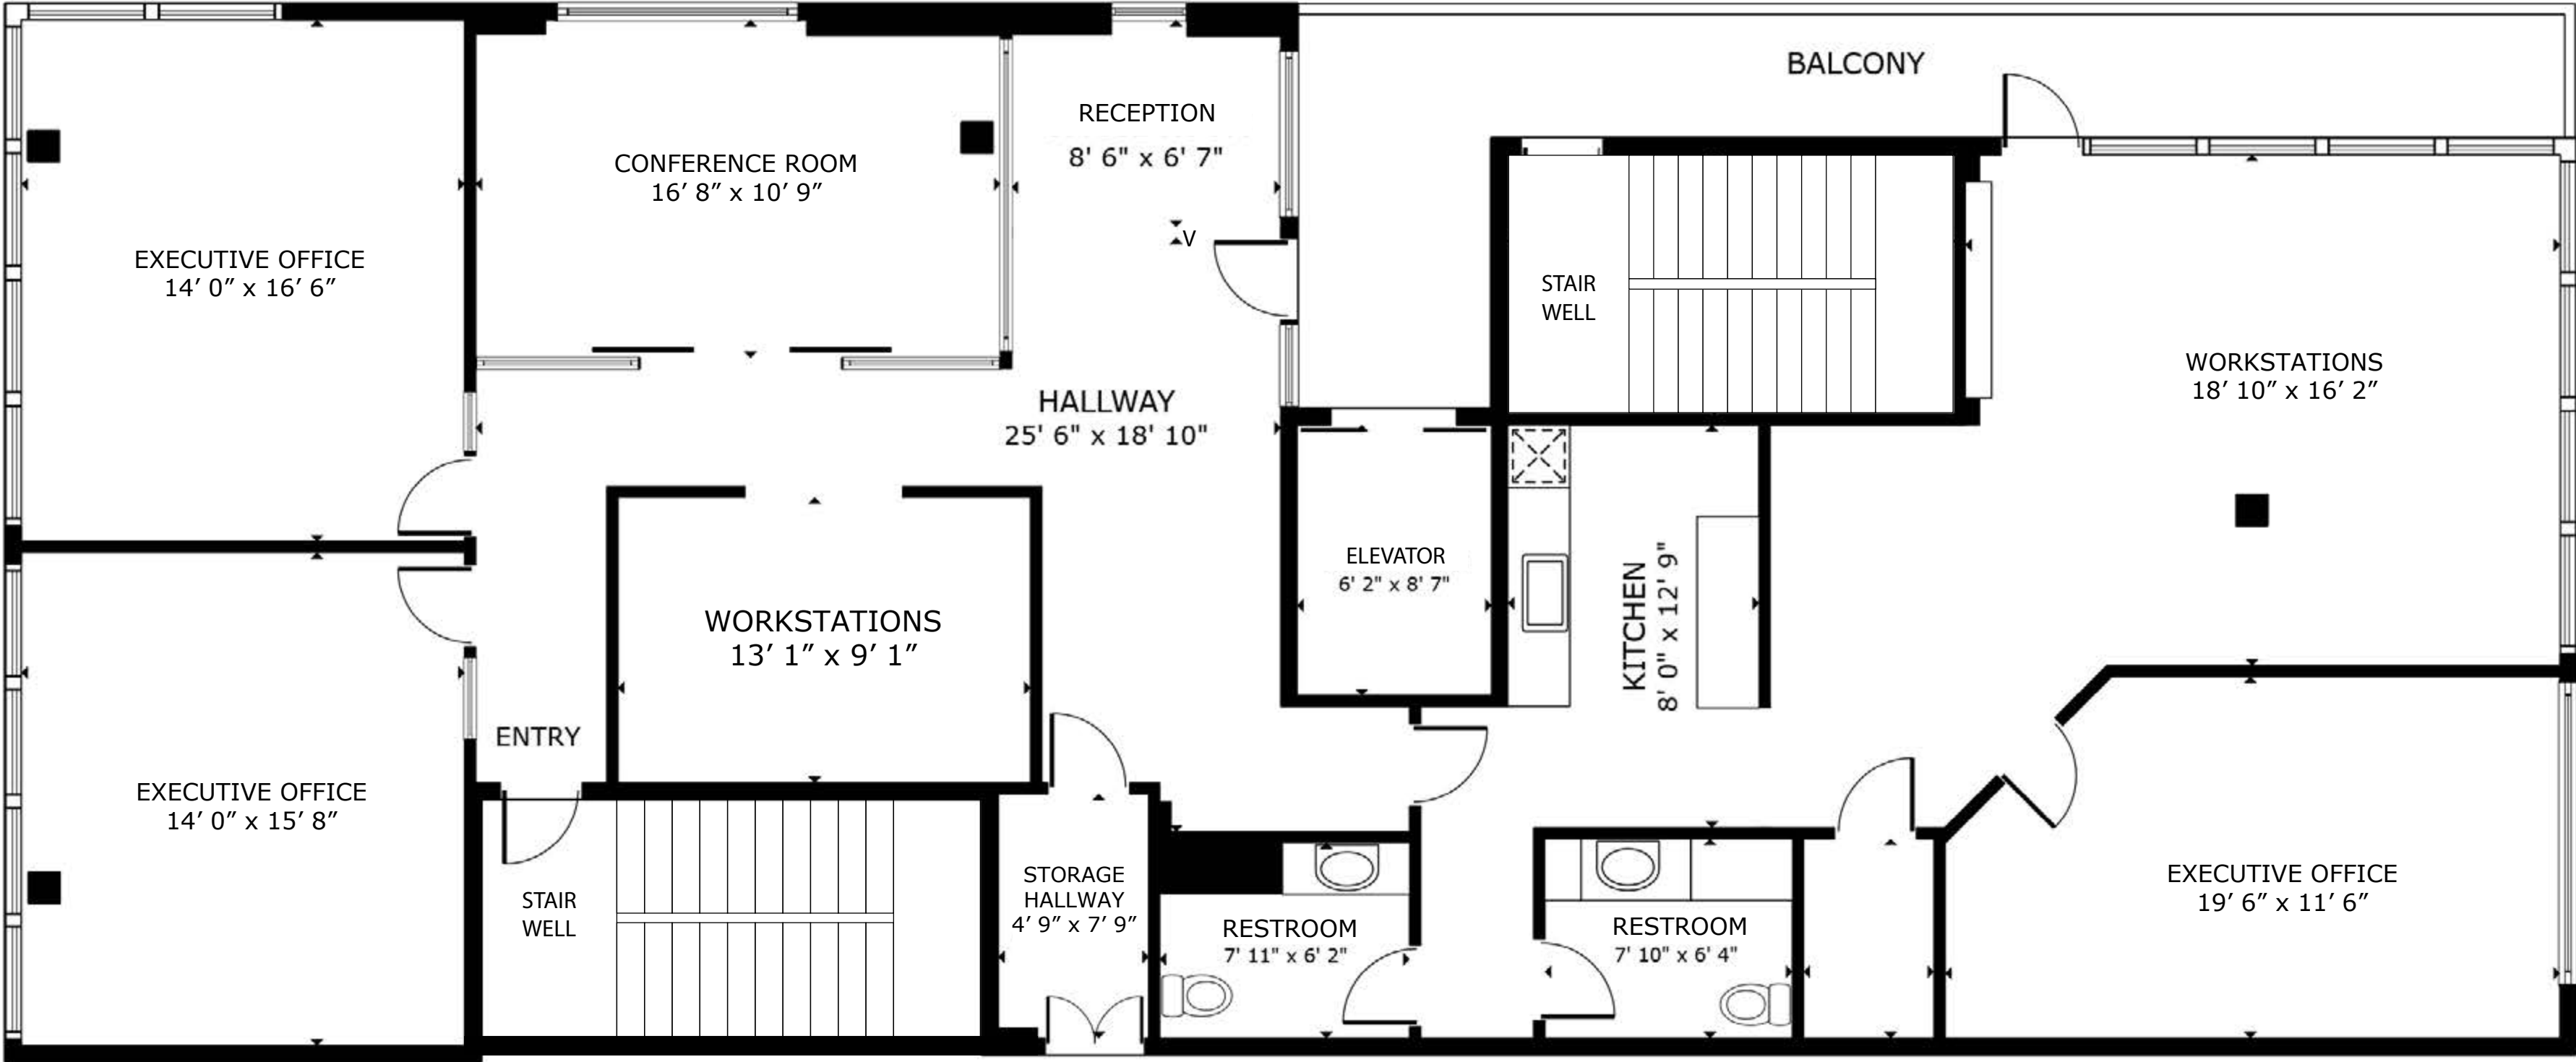 BALCONY
RECEPTION
8' 6" x 6' 7"
CONFERENCE ROOM
16′ 8″ x 10′ 9″
V
EXECUTIVE OFFICE
14′ 0″ x 16′ 6″
STAIR
WELL
WORKSTATIONS
18′ 10″ x 16′ 2″
HALLWAY
25' 6" x 18' 10"
ELEVATOR
6' 2" x 8' 7"
KITCHEN
8' 0" x 12' 9"
WORKSTATIONS
13′ 1″ x 9′ 1″
ENTRY
EXECUTIVE OFFICE
14′ 0″ x 15′ 8″
STAIR
WELL
STORAGE
HALLWAY
4′ 9″ x 7′ 9″
RESTROOM
7' 11" x 6' 2"
RESTROOM
7' 10" x 6' 4"
EXECUTIVE OFFICE
19′ 6″ x 11′ 6″